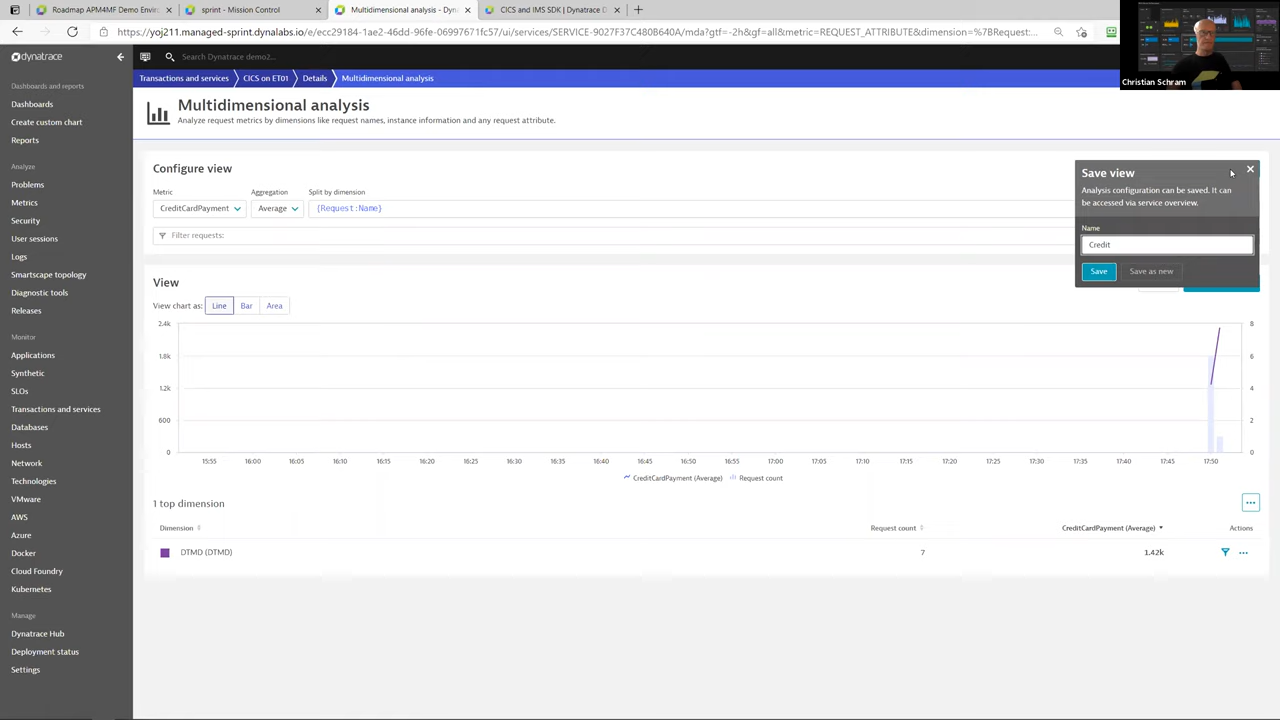 Roadmap APM4MF Demo Enviro
sprint - Mission Control
Multidimensional analysis - Dyna
CICS and IMS SDK | Dynatrace D
dynatrace
Search Dynatrace demo2...
Christian Schram
Transactions and services
CICS on ET01
Details
Multidimensional analysis
Dashboards and reports
Dashboards
Create custom chart
Reports
Analyze
Problems
Metrics
Security
User sessions
Logs
Smartscape topology
Diagnostic tools
Releases
Monitor
Applications
Synthetic
SLOs
Transactions and services
Databases
Hosts
Network
Technologies
VMware
AWS
Azure
Docker
Cloud Foundry
Kubernetes
Manage
Dynatrace Hub
Deployment status
Settings
Multidimensional analysis
Analyze request metrics by dimensions like request names, instance information and any request attribute.
Configure view
Metric
Aggregation
Split by dimension
CreditCardPayment
Average
{Request:Name}
Filter requests:
Save view
Analysis configuration can be saved. It can
be accessed via service overview.
Name
Credit
Save
Save as new
View
View chart as:
Line
Bar
Area
2.4k
1.8k
1.2k
600
0
8
6
4
2
0
15:55 16:00 16:05 16:10 16:15 16:20 16:25 16:30 16:35 16:40 16:45 16:50 16:55 17:00 17:05 17:10 17:15 17:20 17:25 17:30 17:35 17:40 17:45 17:50
CreditCardPayment (Average)
Request count
1 top dimension
Dimension
Request count
CreditCardPayment (Average)
Actions
DTMD (DTMD)
7
1.42k